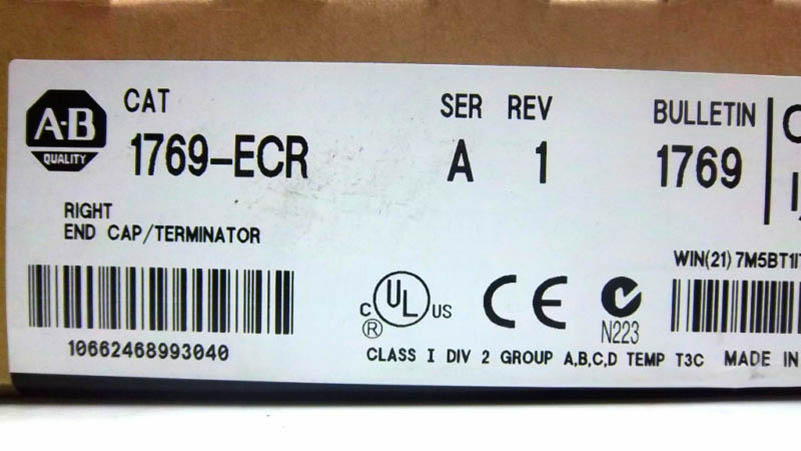 A-B
QUALITY
CAT
1769-ECR
SER REV
A 1
BULLETIN
1769
RIGHT
END CAP/TERMINATOR
10662468993040
C UL US
®
CE
N223
CLASS I DIV 2 GROUP A,B,C,D TEMP T3C MADE IN
WIN(21) 7M5BT1